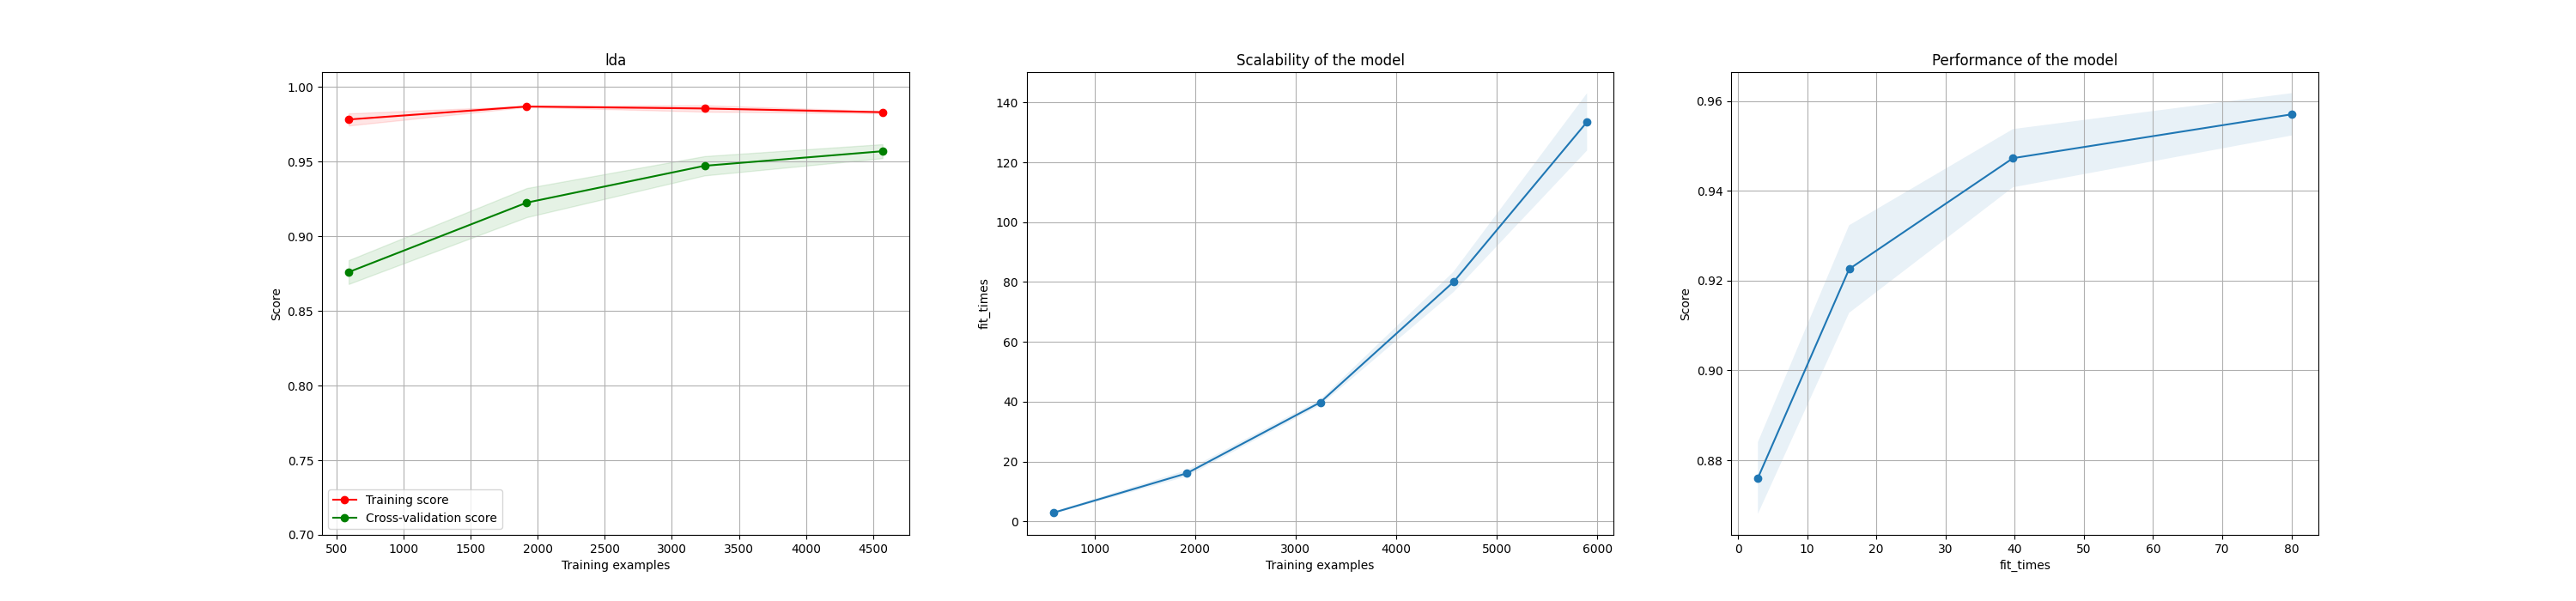 lda
1.00
0.95
0.90
0.85
0.80
0.75
0.70
Score
Training score
Cross-validation score
500 1000 1500 2000 2500 3000 3500 4000 4500
Training examples
Scalability of the model
140
120
100
80
60
40
20
0
fit_times
1000 2000 3000 4000 5000 6000
Training examples
Performance of the model
0.96
0.94
0.92
0.90
0.88
Score
0 10 20 30 40 50 60 70 80
fit_times